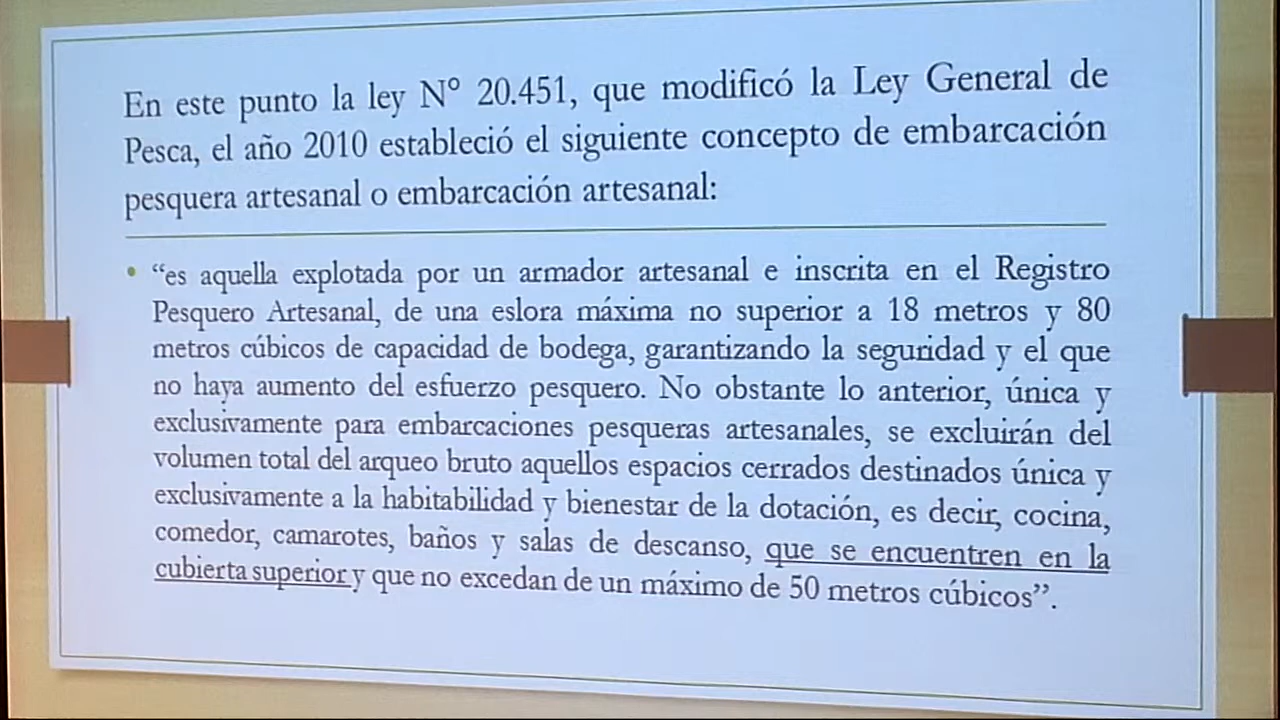 En este punto la ley N° 20.451, que modificó la Ley General de
Pesca, el año 2010 estableció el siguiente concepto de embarcación
pesquera artesanal o embarcación artesanal:
• “es aquella explotada por un armador artesanal e inscrita en el Registro
Pesquero Artesanal, de una eslora máxima no superior a 18 metros y 80
metros cúbicos de capacidad de bodega, garantizando la seguridad y el que
no haya aumento del esfuerzo pesquero. No obstante lo anterior, única y
exclusivamente para embarcaciones pesqueras artesanales, se excluirán del
volumen total del arqueo bruto aquellos espacios cerrados destinados única y
exclusivamente a la habitabilidad y bienestar de la dotación, es decir, cocina,
comedor, camarotes, baños y salas de descanso, que se encuentren en la
cubierta superior y que no excedan de un máximo de 50 metros cúbicos”.